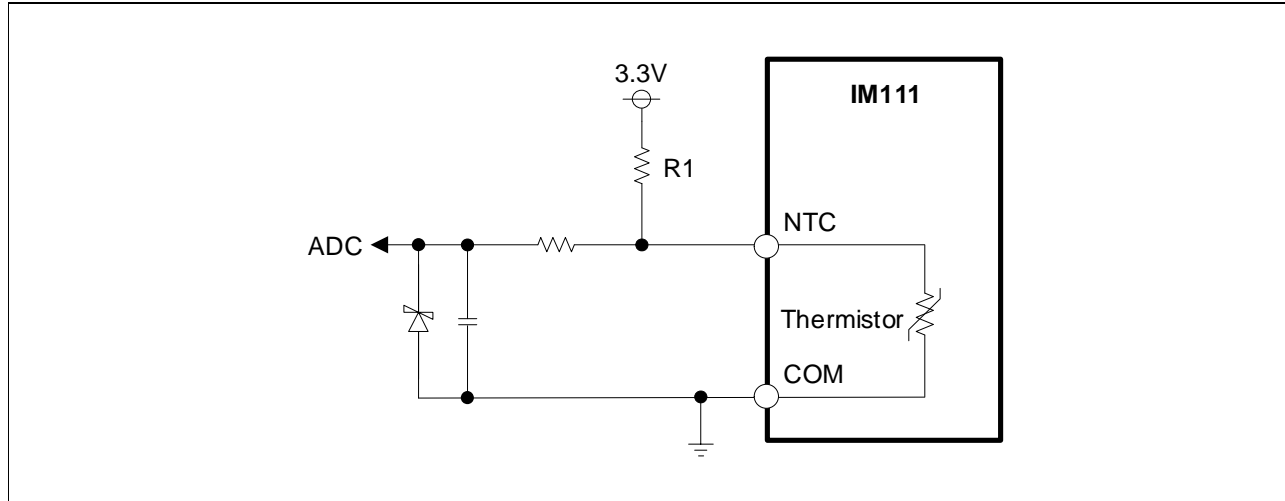 3.3V
IM111
R1
NTC
ADC
Thermistor
COM